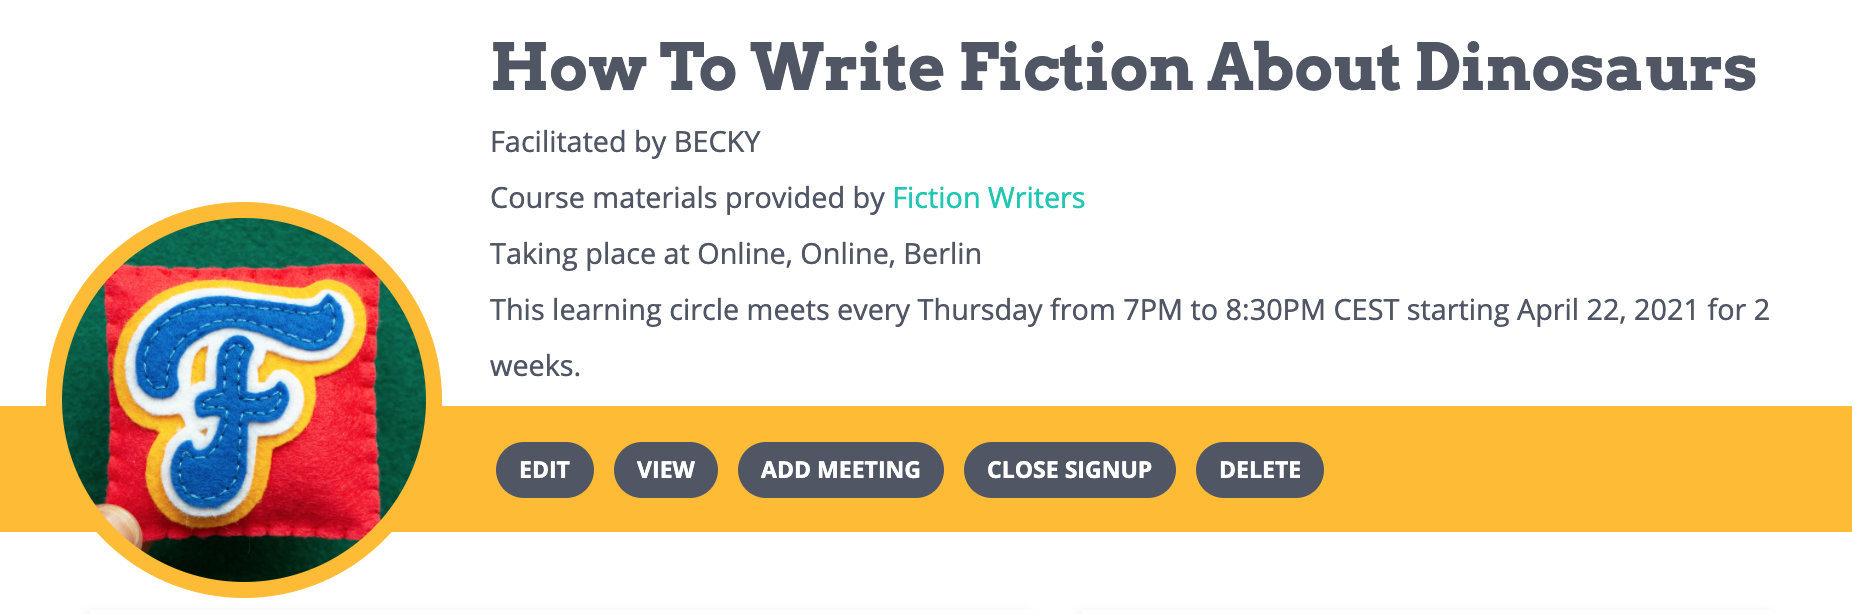 How To Write Fiction About Dinosaurs
Facilitated by BECKY
Course materials provided by Fiction Writers
Taking place at Online, Online, Berlin
This learning circle meets every Thursday from 7PM to 8:30PM CEST starting April 22, 2021 for 2
weeks.
F
EDIT VIEW ADD MEETING CLOSE SIGNUP DELETE